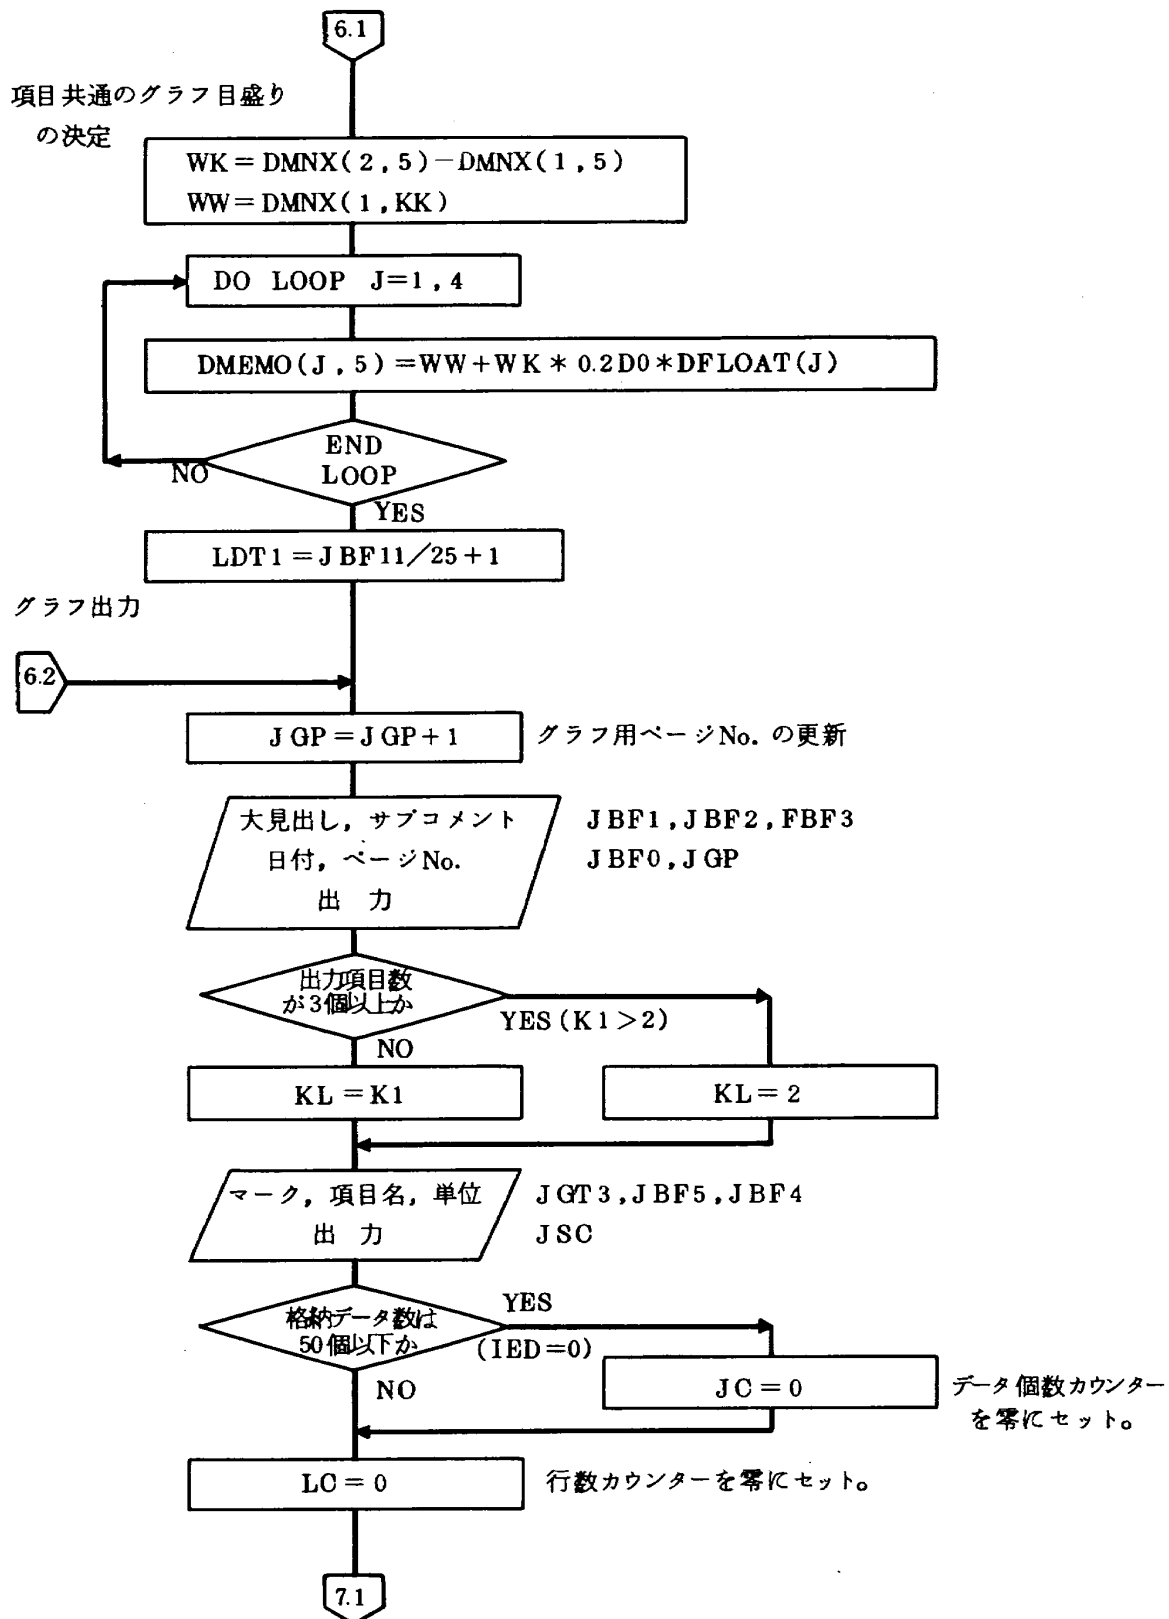 6.1
項目共通のグラフ目盛り
の決定
WK=DMNX(2,5)-DMNX(1,5)
WW=DMNX(1,KK)
DO LOOP J=1,4
DMEMO(J,5)=WW+WK*0.2D0*DFLOAT(J)
END
LOOP
NO
YES
LDT1=JBF11/25+1
グラフ出力
6.2
JGP=JGP+1 グラフ用ページNo.の更新
大見出し,サブコメント JBF1,JBF2,FBF3
日付,ページNo. JBF0,JGP
出 力
出力項目数
が3個以上か
YES(K1>2)
NO
KL=K1 KL=2
マーク,項目名,単位 JGT3,JBF5,JBF4
出 力 JSC
格納データ数は
50個以下か
YES
(IED=0)
NO
JC=0 データ個数カウンター
を零にセット。
LC=0 行数カウンターを零にセット。
7.1